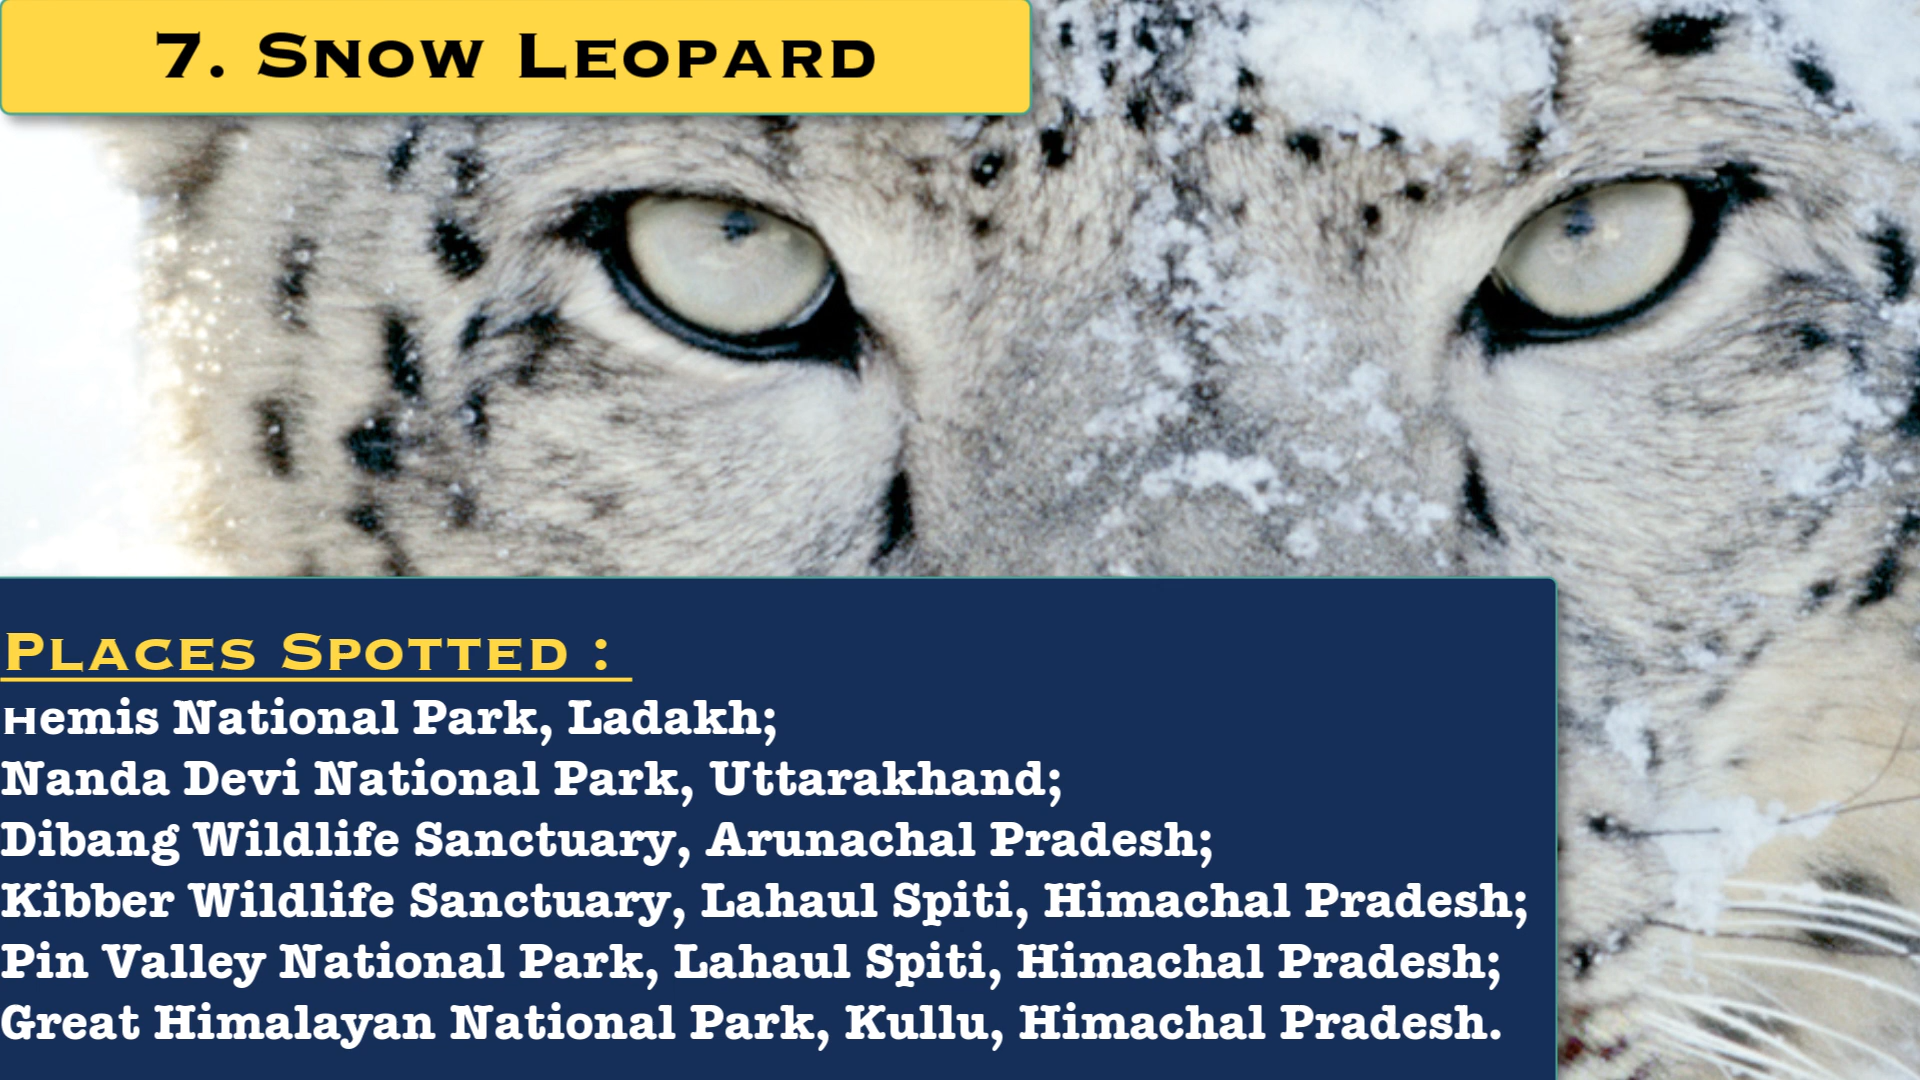 7. Snow Leopard
Places Spotted :
Hemis National Park, Ladakh;
Nanda Devi National Park, Uttarakhand;
Dibang Wildlife Sanctuary, Arunachal Pradesh;
Kibber Wildlife Sanctuary, Lahaul Spiti, Himachal Pradesh;
Pin Valley National Park, Lahaul Spiti, Himachal Pradesh;
Great Himalayan National Park, Kullu, Himachal Pradesh.